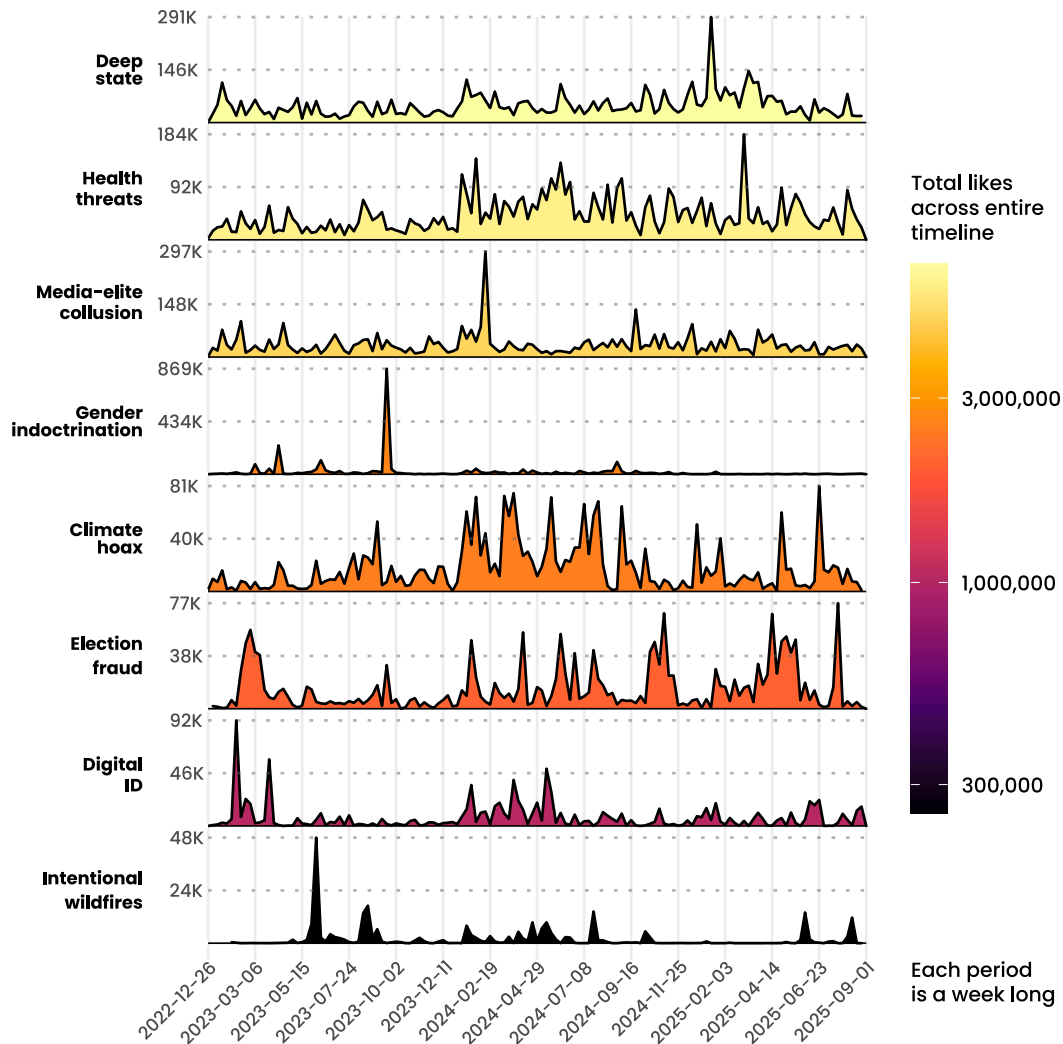 291K
146K
Deep
state
184K
92K
Health
threats
297K
148K
Media-elite
collusion
869K
434K
Gender
indoctrination
81K
40K
Climate
hoax
77K
38K
Election
fraud
92K
46K
Digital
ID
48K
24K
Intentional
wildfires
2022-12-26
2023-03-06
2023-05-15
2023-07-24
2023-10-02
2023-12-11
2024-02-19
2024-04-29
2024-07-08
2024-09-16
2024-11-25
2025-02-03
2025-04-14
2025-06-23
2025-09-01
Total likes
across entire
timeline
3,000,000
1,000,000
300,000
Each period
is a week long